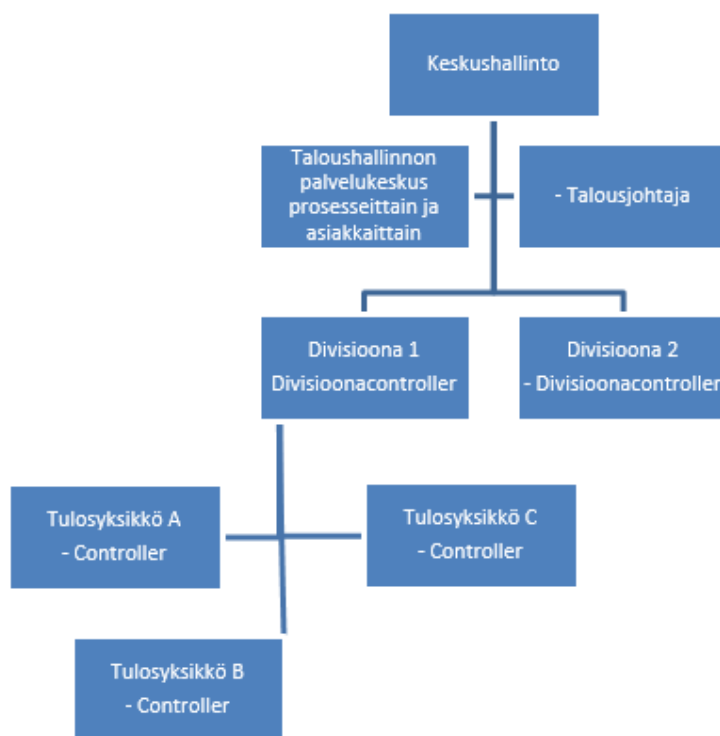 Keskushallinto
Taloushallinnon
palvelukeskus
prosesseittain ja
asiakkaittain
- Talousjohtaja
Divisioona 1
Divisioonacontroller
Divisioona 2
- Divisioonacontroller
Tulosyksikkö A
- Controller
Tulosyksikkö C
- Controller
Tulosyksikkö B
- Controller